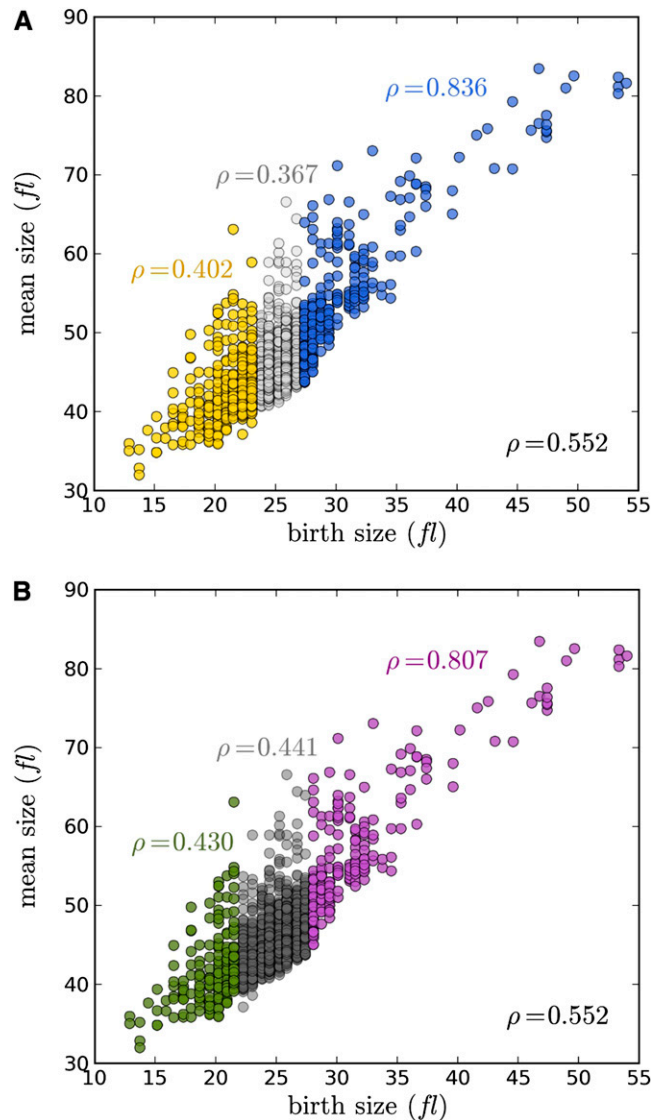 A
90
80
70
60
50
40
30
mean size (fl)
ρ=0.836
ρ=0.367
ρ=0.402
ρ=0.552
10 15 20 25 30 35 40 45 50 55
birth size (fl)
B
90
80
70
60
50
40
30
mean size (fl)
ρ=0.807
ρ=0.441
ρ=0.430
ρ=0.552
10 15 20 25 30 35 40 45 50 55
birth size (fl)